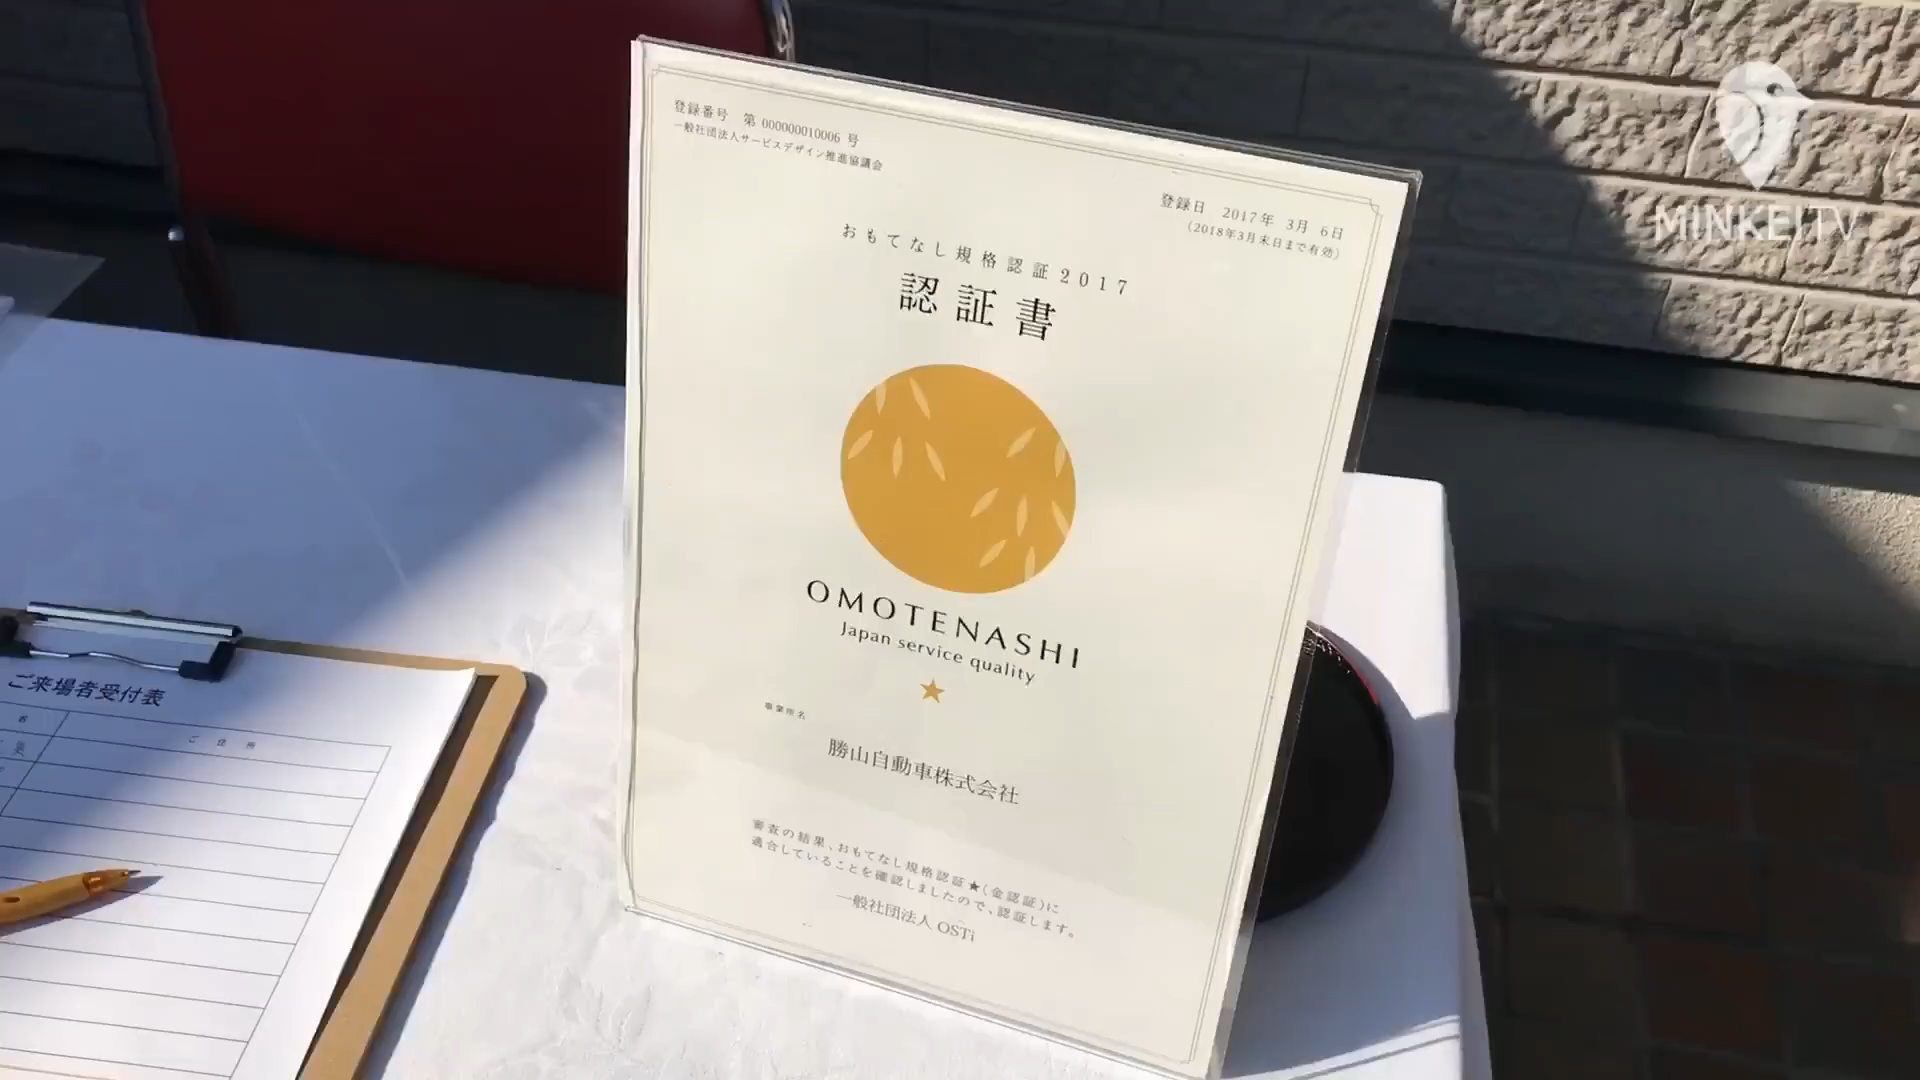 登録番号 第 000000010006 号
一般社団法人サービスデザイン推進協議会
登録日 2017年 3月 6日
(2018年3月末日まで有効)
おもてなし規格認証2017
認証書
OMOTENASHI
Japan service quality
★
事業所名
勝山自動車株式会社
審査の結果、おもてなし規格認証★(金認証)に
適合していることを確認しましたので、認証します。
一般社団法人 OSTi
ご来場者受付表
ご住所
MINKEITV